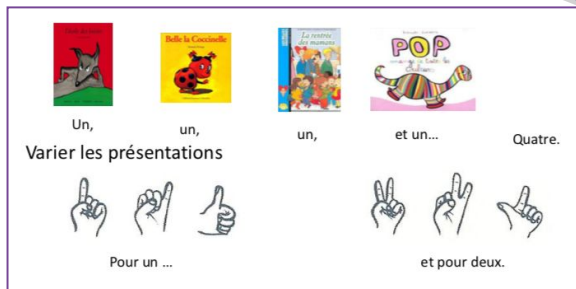 Belle la Coccinelle
La rentrée
des mamans
POP
Un,
un,
un,
et un...
Quatre.
Varier les présentations
Pour un ...
et pour deux.